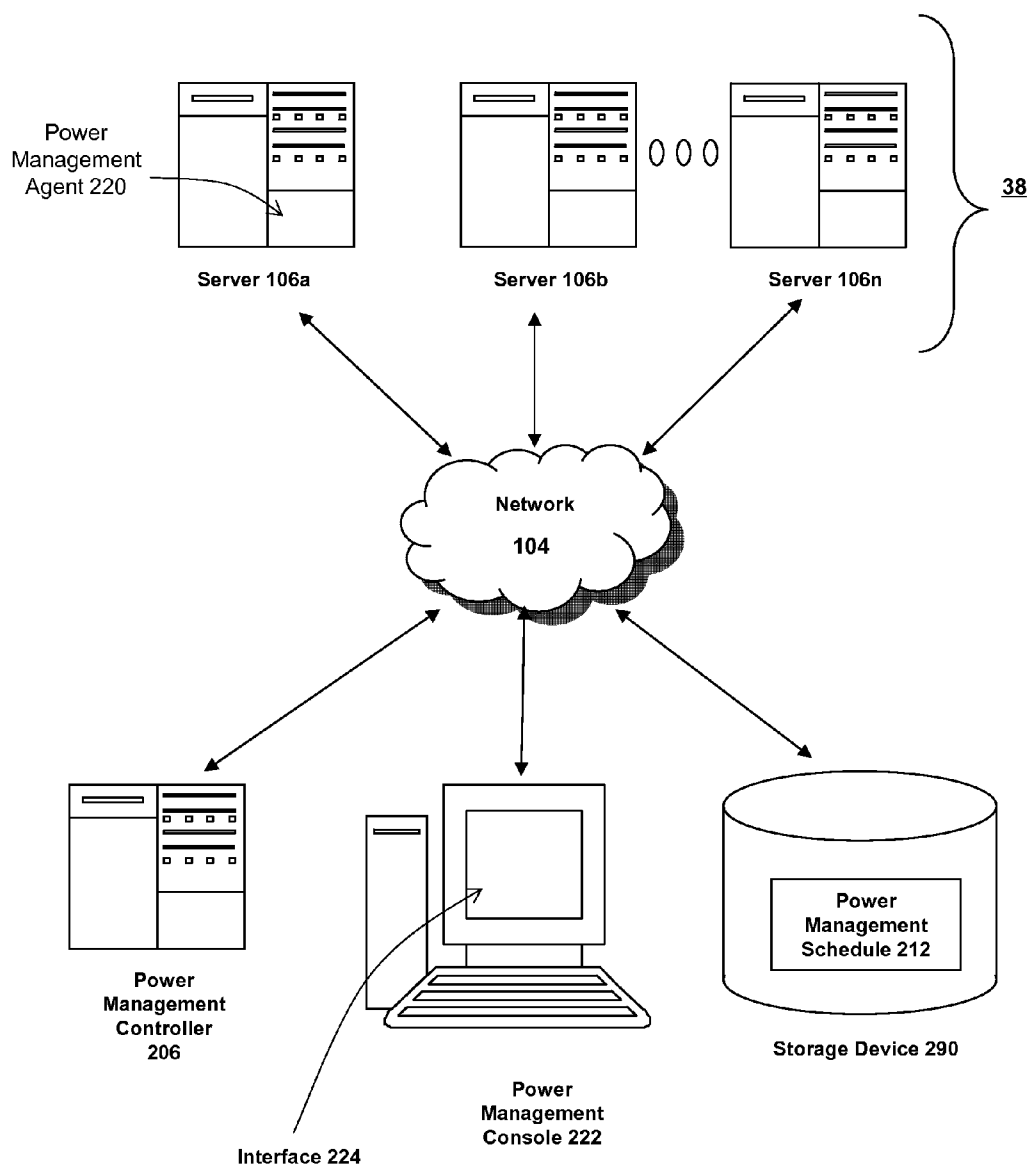 38
Power
Management
Agent 220
Server 106a
Server 106b
Server 106n
Network
104
Power
Management
Schedule 212
Power
Management
Controller
206
Storage Device 290
Power
Management
Console 222
Interface 224